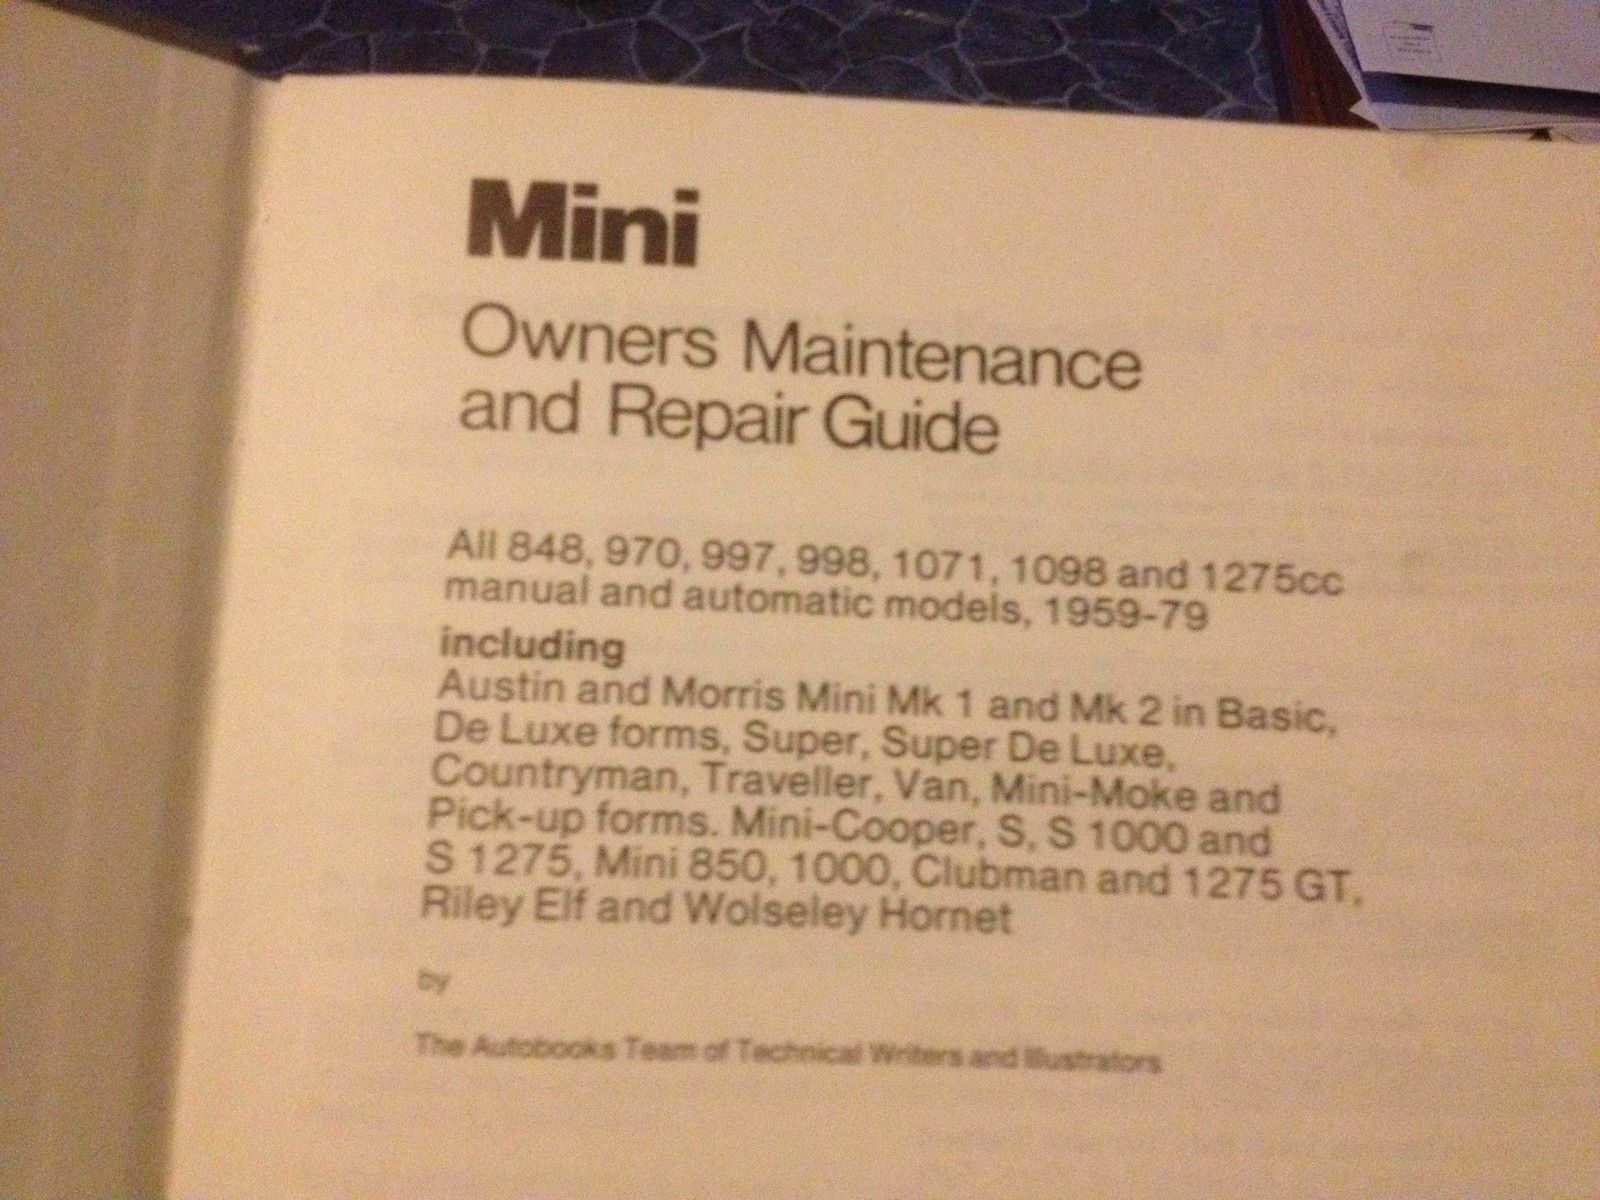 Mini
Owners Maintenance
and Repair Guide
All 848, 970, 997, 998, 1071, 1098 and 1275cc
manual and automatic models, 1959-79
including
Austin and Morris Mini Mk 1 and Mk 2 in Basic,
De Luxe forms, Super, Super De Luxe,
Countryman, Traveller, Van, Mini-Moke and
Pick-up forms. Mini-Cooper, S, S 1000 and
S 1275, Mini 850, 1000, Clubman and 1275 GT,
Riley Elf and Wolseley Hornet
by
The Autobooks Team of Technical Writers and Illustrators